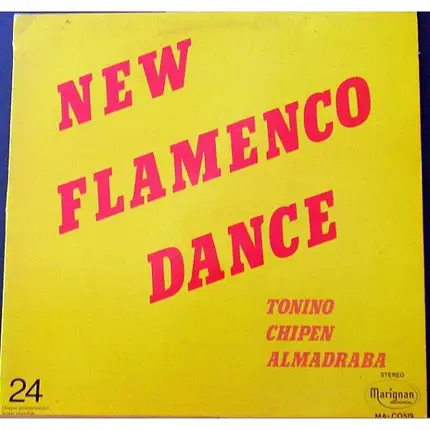 NEW
FLAMENCO
DANCE
TONINO
CHIPEN
ALMADRABA
STEREO
24
Marignan